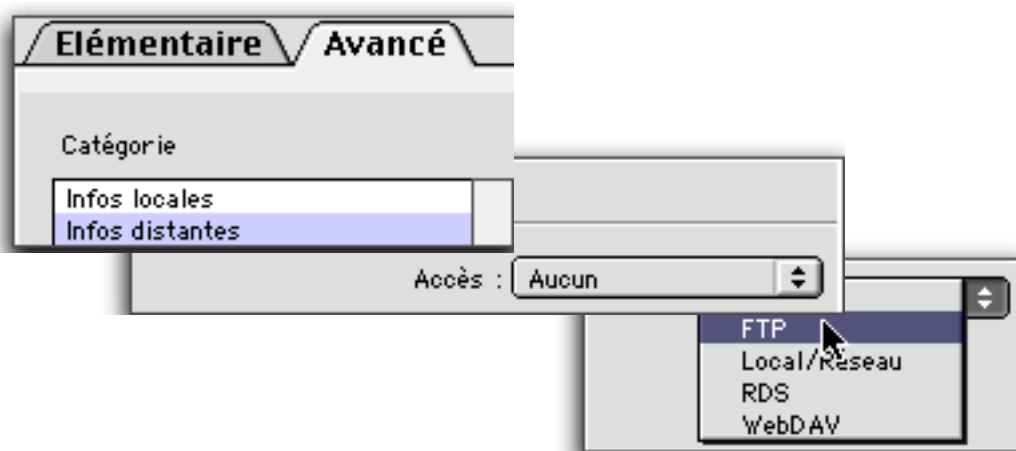 Elémentaire Avancé
Catégorie
Infos locales
Infos distantes
Accès : Aucun
FTP
Local/Réseau
RDS
WebDAV